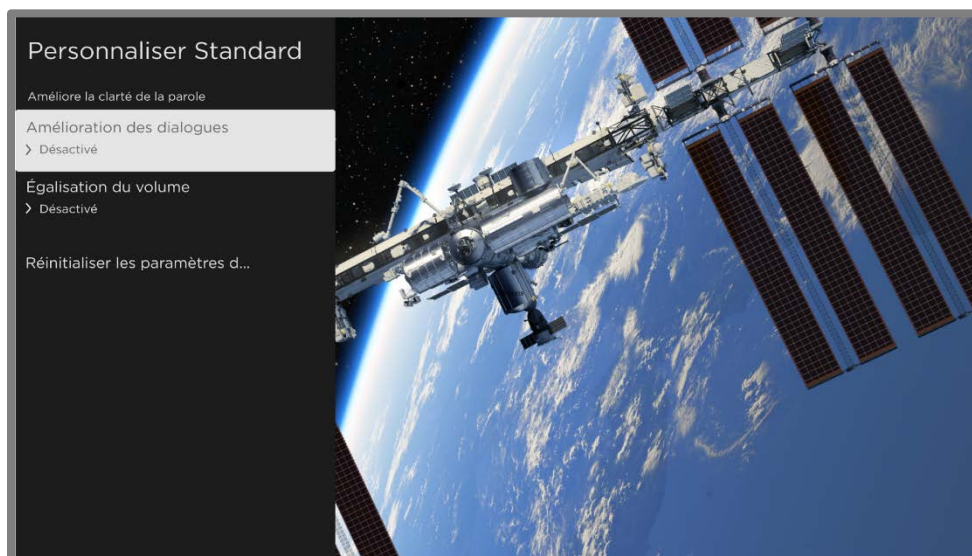 Personnaliser Standard
Améliore la clarté de la parole
Amélioration des dialogues
> Désactivé
Égalisation du volume
> Désactivé
Réinitialiser les paramètres d...